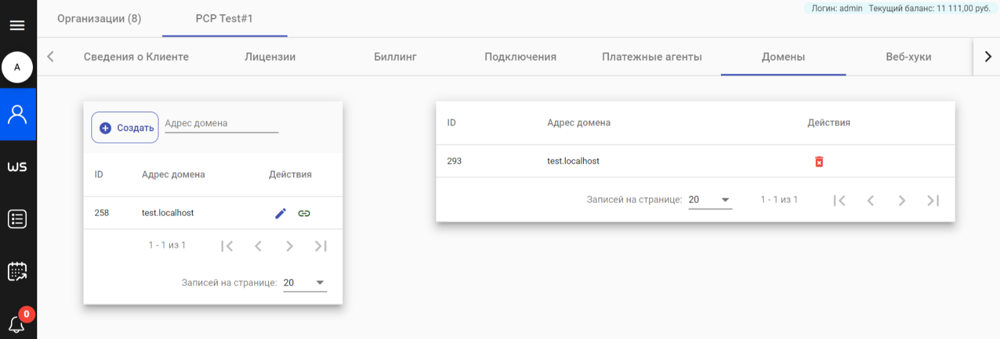 Логин: admin Текущий баланс: 11 111,00 руб.
Организации (8) PCP Test#1
A
Сведения о Клиенте Лицензии Биллинг Подключения Платежные агенты Домены Веб-хуки
Создать Адрес домена
ID Адрес домена Действия
258 test.localhost
1 - 1 из 1
Записей на странице: 20
ID Адрес домена Действия
293 test.localhost
Записей на странице: 20 1 - 1 из 1
WS
0